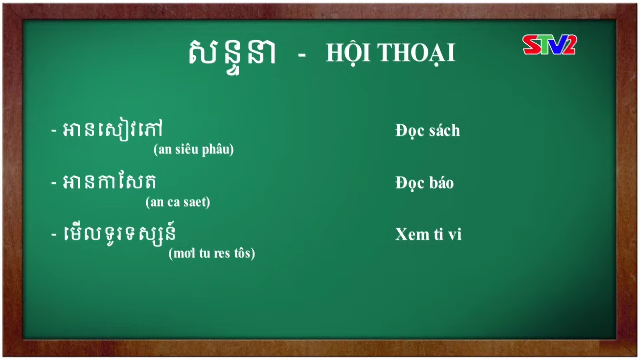 សន្ទនា - HỘI THOẠI
STV2
- អានសៀវភៅ Đọc sách
(an siêu phâu)
- អានកាសែត Đọc báo
(an ca saet)
- មើលទូរទស្សន៍ Xem ti vi
(mơl tu res tôs)